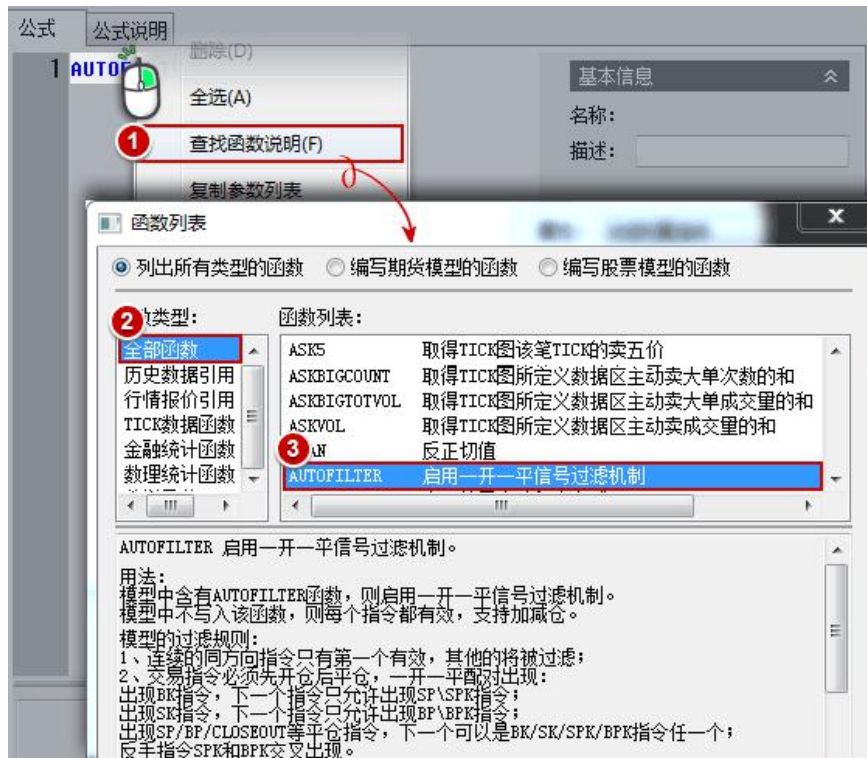 公式 公式说明
删除(D)
1 AUTOF
全选(A)
基本信息
名称:
1 查找函数说明(F)
描述:
复制参数列表
函数列表
x
列出所有类型的函数 编写期货模型的函数 编写股票模型的函数
2 数类型: 函数列表:
全部函数
历史数据引用
行情报价引用
TICK数据函数
金融统计函数
数理统计函数
ASK5 取得TICK图该笔TICK的卖五价
ASKBIGCOUNT 取得TICK图所定义数据区主动卖大单次数的和
ASKBIGTOTVOL 取得TICK图所定义数据区主动卖大单成交量的和
ASKVOL 取得TICK图所定义数据区主动卖成交量的和
3 AN 反正切值
AUTOFILTER 启用一开一平信号过滤机制
AUTOFILTER 启用一开一平信号过滤机制。
用法:
模型中含有AUTOFILTER函数,则启用一开一平信号过滤机制。
模型中不写入该函数,则每个指令都有效,支持加减仓。
模型的过滤规则:
1、连续的同方向指令只有第一个有效,其他的将被过滤;
2、交易指令必须先开仓后平仓,一开一平配对出现:
出现BK指令,下一个指令只允许出现SP\SPK指令;
出现SK指令,下一个指令只允许出现BP\BPK指令;
出现SP/BP/CLOSEOUT等平仓指令,下一个可以是BK/SK/SPK/BPK指令任一个;
反手指令SPK和BPK交叉出现。